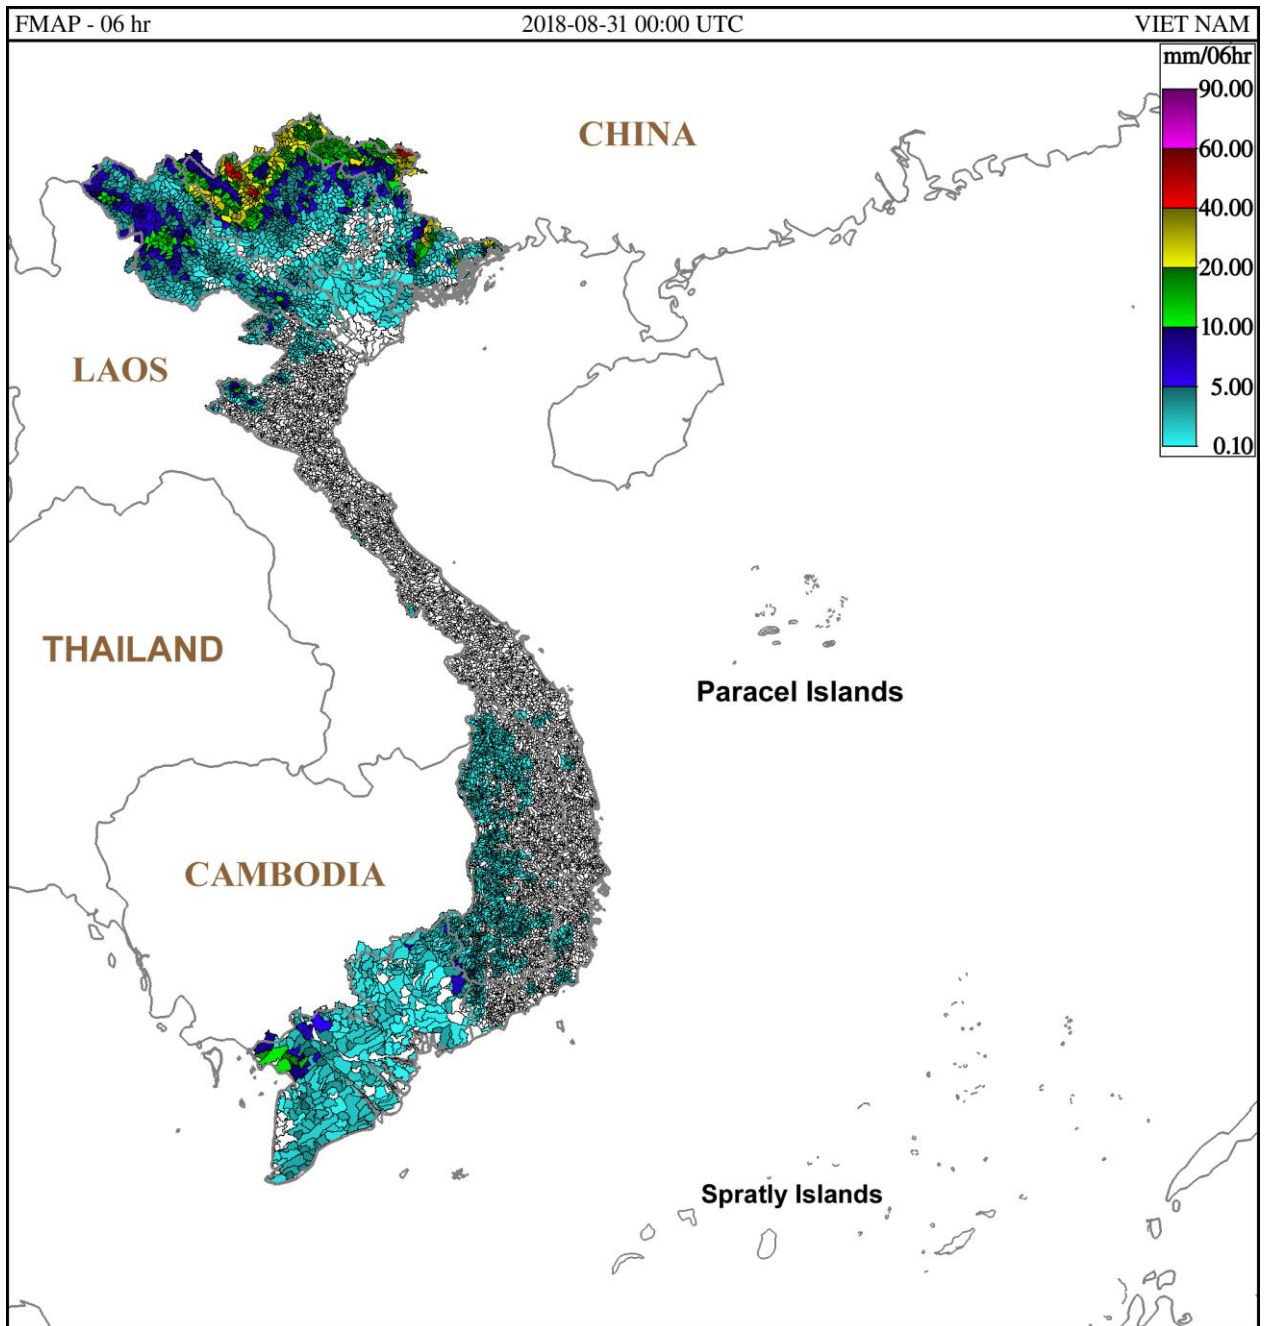 FMAP - 06 hr 2018-08-31 00:00 UTC VIET NAM
mm/06hr
90.00
CHINA
60.00
40.00
20.00
10.00
LAOS
5.00
0.10
THAILAND
Paracel Islands
CAMBODIA
Spratly Islands